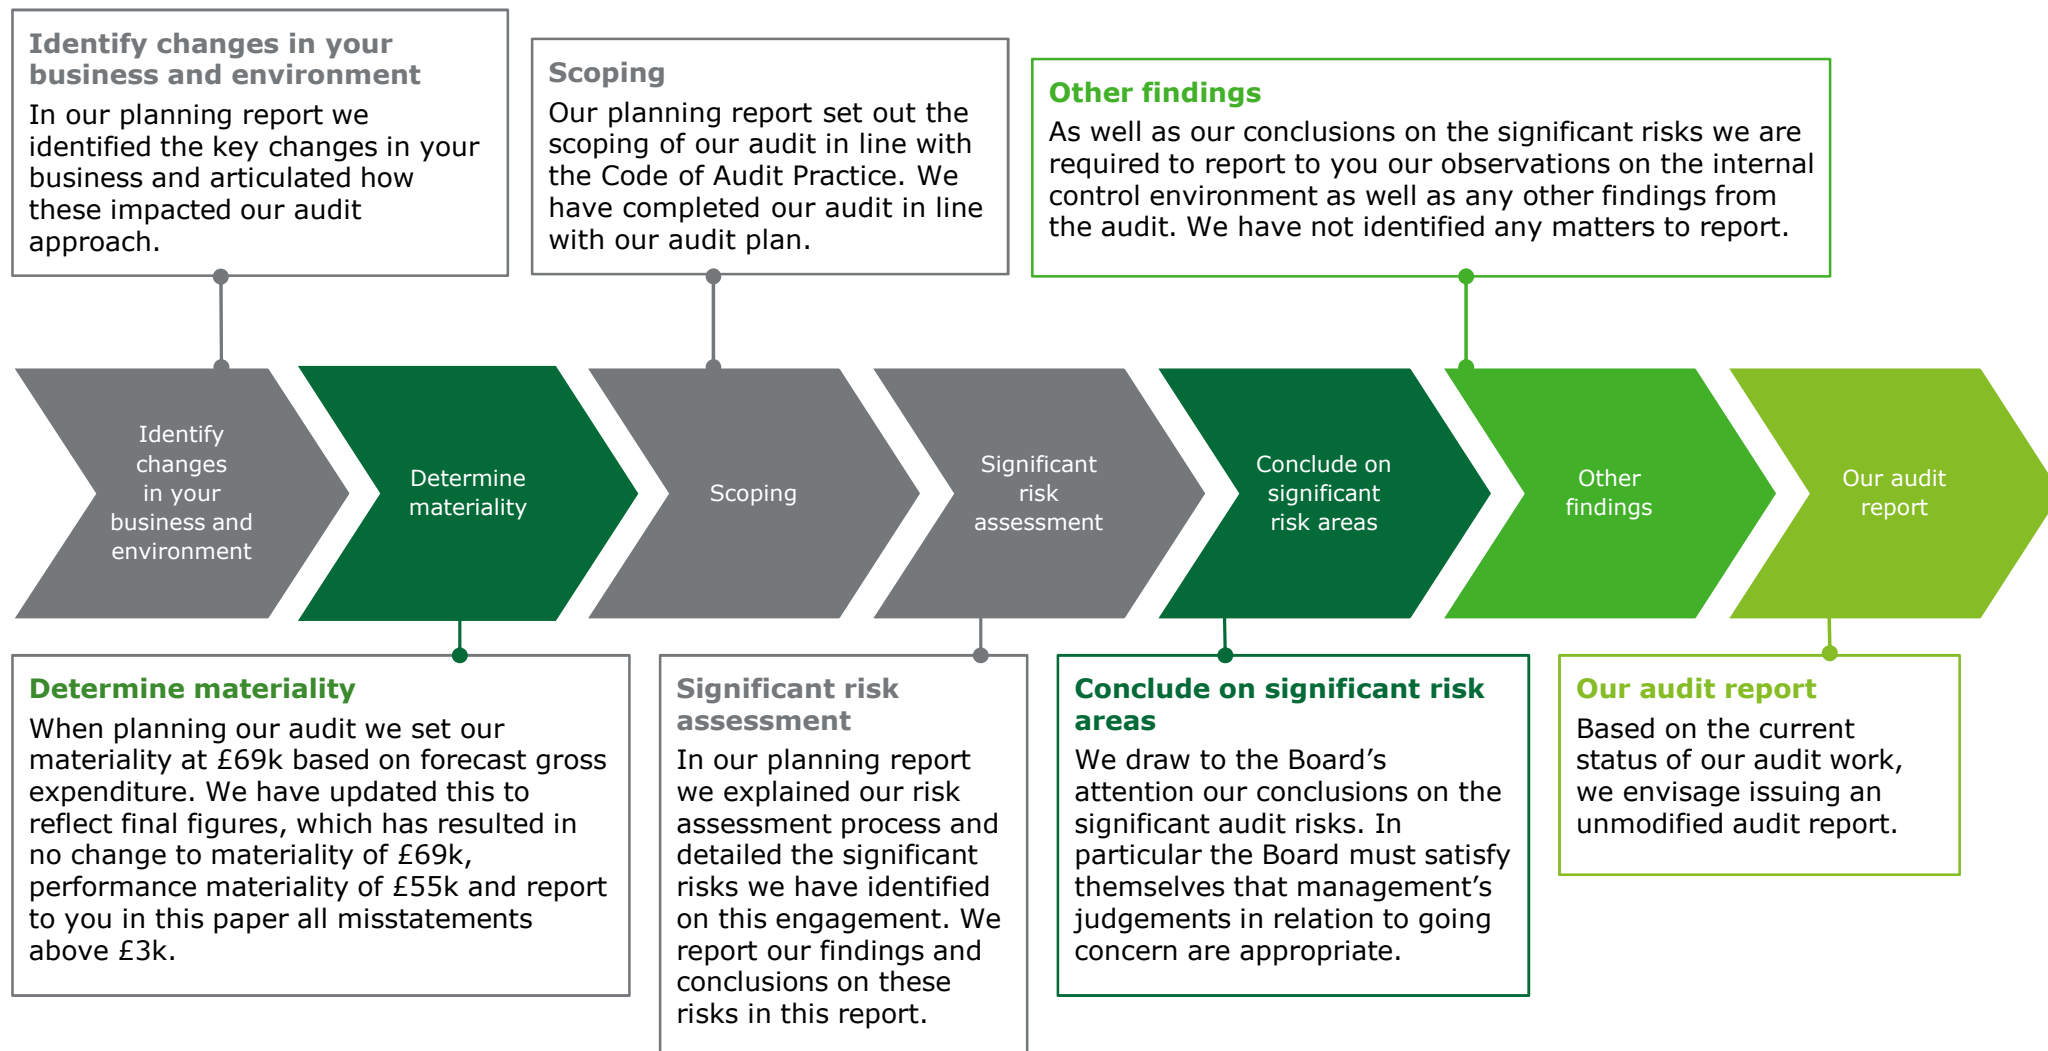 Identify changes in your
business and environment
In our planning report we
identified the key changes in your
business and articulated how
these impacted our audit
approach.
Scoping
Our planning report set out the
scoping of our audit in line with
the Code of Audit Practice. We
have completed our audit in line
with our audit plan.
Other findings
As well as our conclusions on the significant risks we are
required to report to you our observations on the internal
control environment as well as any other findings from
the audit. We have not identified any matters to report.
Identify
changes
in your
business and
environment
Determine
materiality
Scoping
Significant
risk
assessment
Conclude on
significant
risk areas
Other
findings
Our audit
report
Determine materiality
When planning our audit we set our
materiality at £69k based on forecast gross
expenditure. We have updated this to
reflect final figures, which has resulted in
no change to materiality of £69k,
performance materiality of £55k and report
to you in this paper all misstatements
above £3k.
Significant risk
assessment
In our planning report
we explained our risk
assessment process and
detailed the significant
risks we have identified
on this engagement. We
report our findings and
conclusions on these
risks in this report.
Conclude on significant risk
areas
We draw to the Board’s
attention our conclusions on the
significant audit risks. In
particular the Board must satisfy
themselves that management’s
judgements in relation to going
concern are appropriate.
Our audit report
Based on the current
status of our audit work,
we envisage issuing an
unmodified audit report.